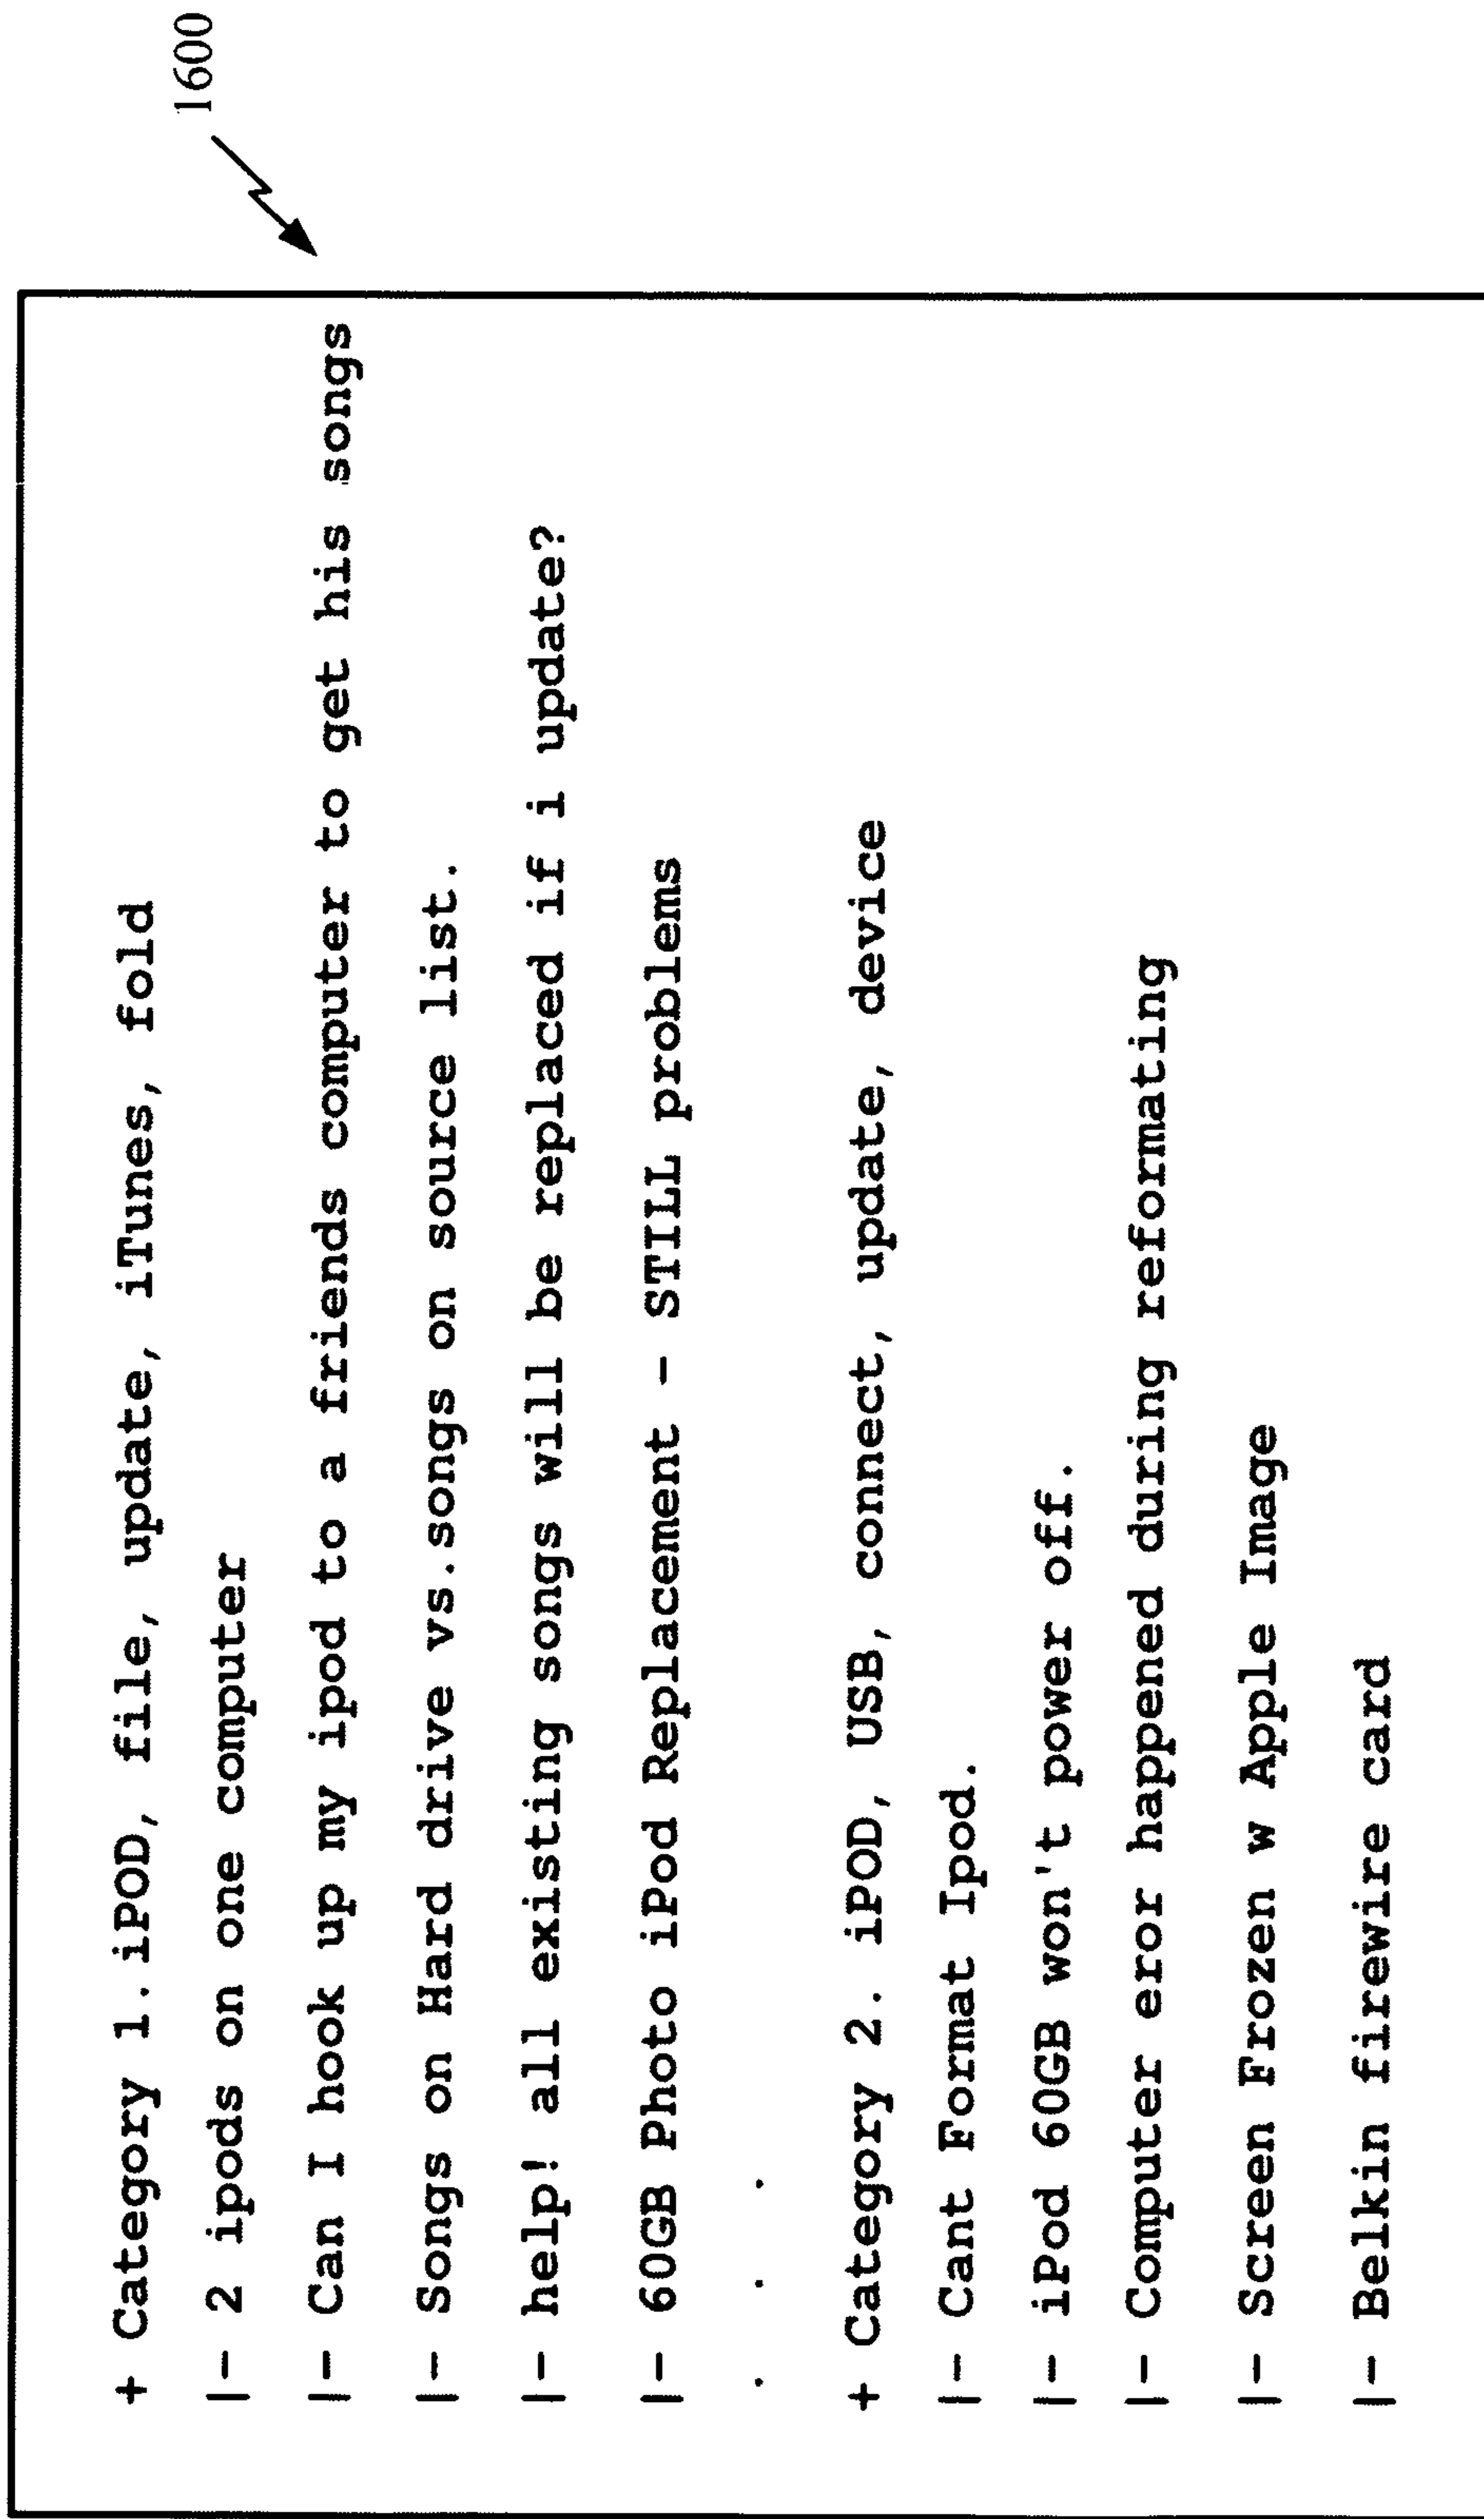 1600
+ Category 1. iPOD, file, update, iTunes, fold
|- 2 ipods on one computer
|- Can I hook up my ipod to a friends computer to get his songs
|- Songs on Hard drive vs.songs on source list.
|- help! all existing songs will be replaced if i update?
|- 60GB Photo iPod Replacement - STILL problems
. . .
+ Category 2. iPOD, USB, connect, update, device
|- Cant Format Ipod.
|- iPod 60GB won't power off.
|- Computer eror happened during reformating
|- Screen Frozen w Apple Image
|- Belkin firewire card